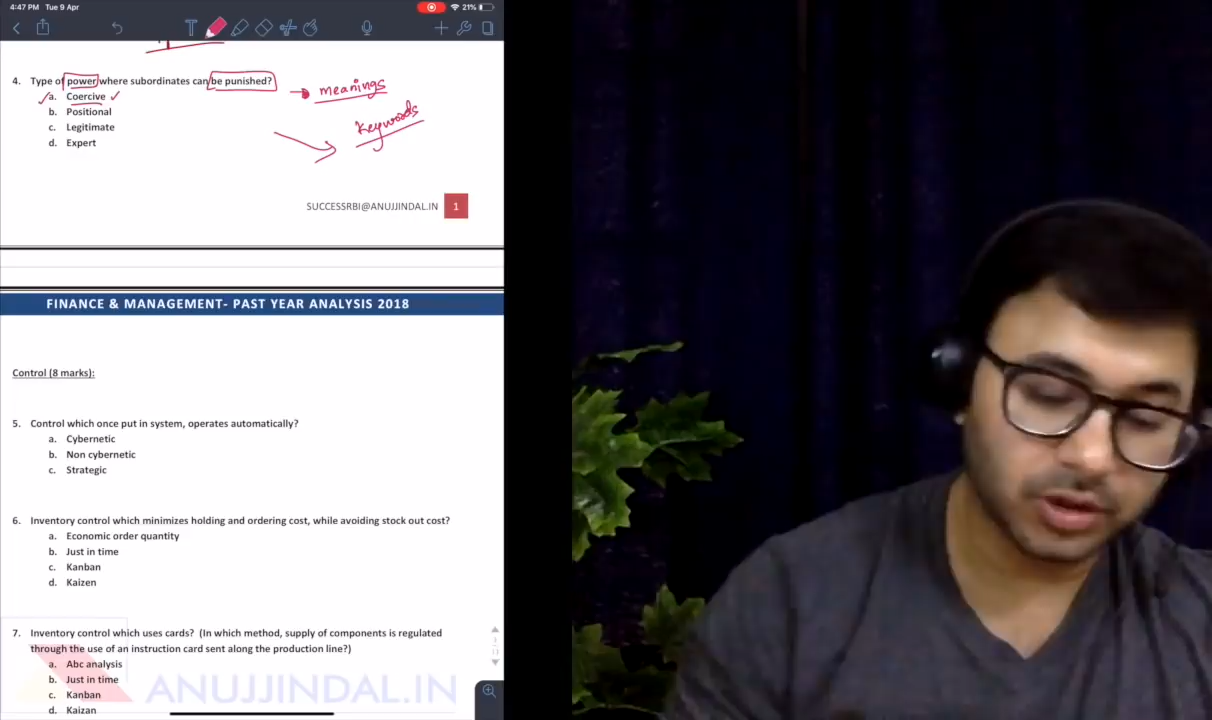 4:47 PM Tue 9 Apr
21%
4. Type of power where subordinates can be punished?
a. Coercive
b. Positional
c. Legitimate
d. Expert
meanings
Keywords
SUCCESSRBI@ANUJJINDAL.IN 1
FINANCE & MANAGEMENT- PAST YEAR ANALYSIS 2018
Control (8 marks):
5. Control which once put in system, operates automatically?
a. Cybernetic
b. Non cybernetic
c. Strategic
6. Inventory control which minimizes holding and ordering cost, while avoiding stock out cost?
a. Economic order quantity
b. Just in time
c. Kanban
d. Kaizen
7. Inventory control which uses cards? (In which method, supply of components is regulated
through the use of an instruction card sent along the production line?)
a. Abc analysis
b. Just in time
c. Kanban
d. Kaizan
ANUJJINDAL.IN